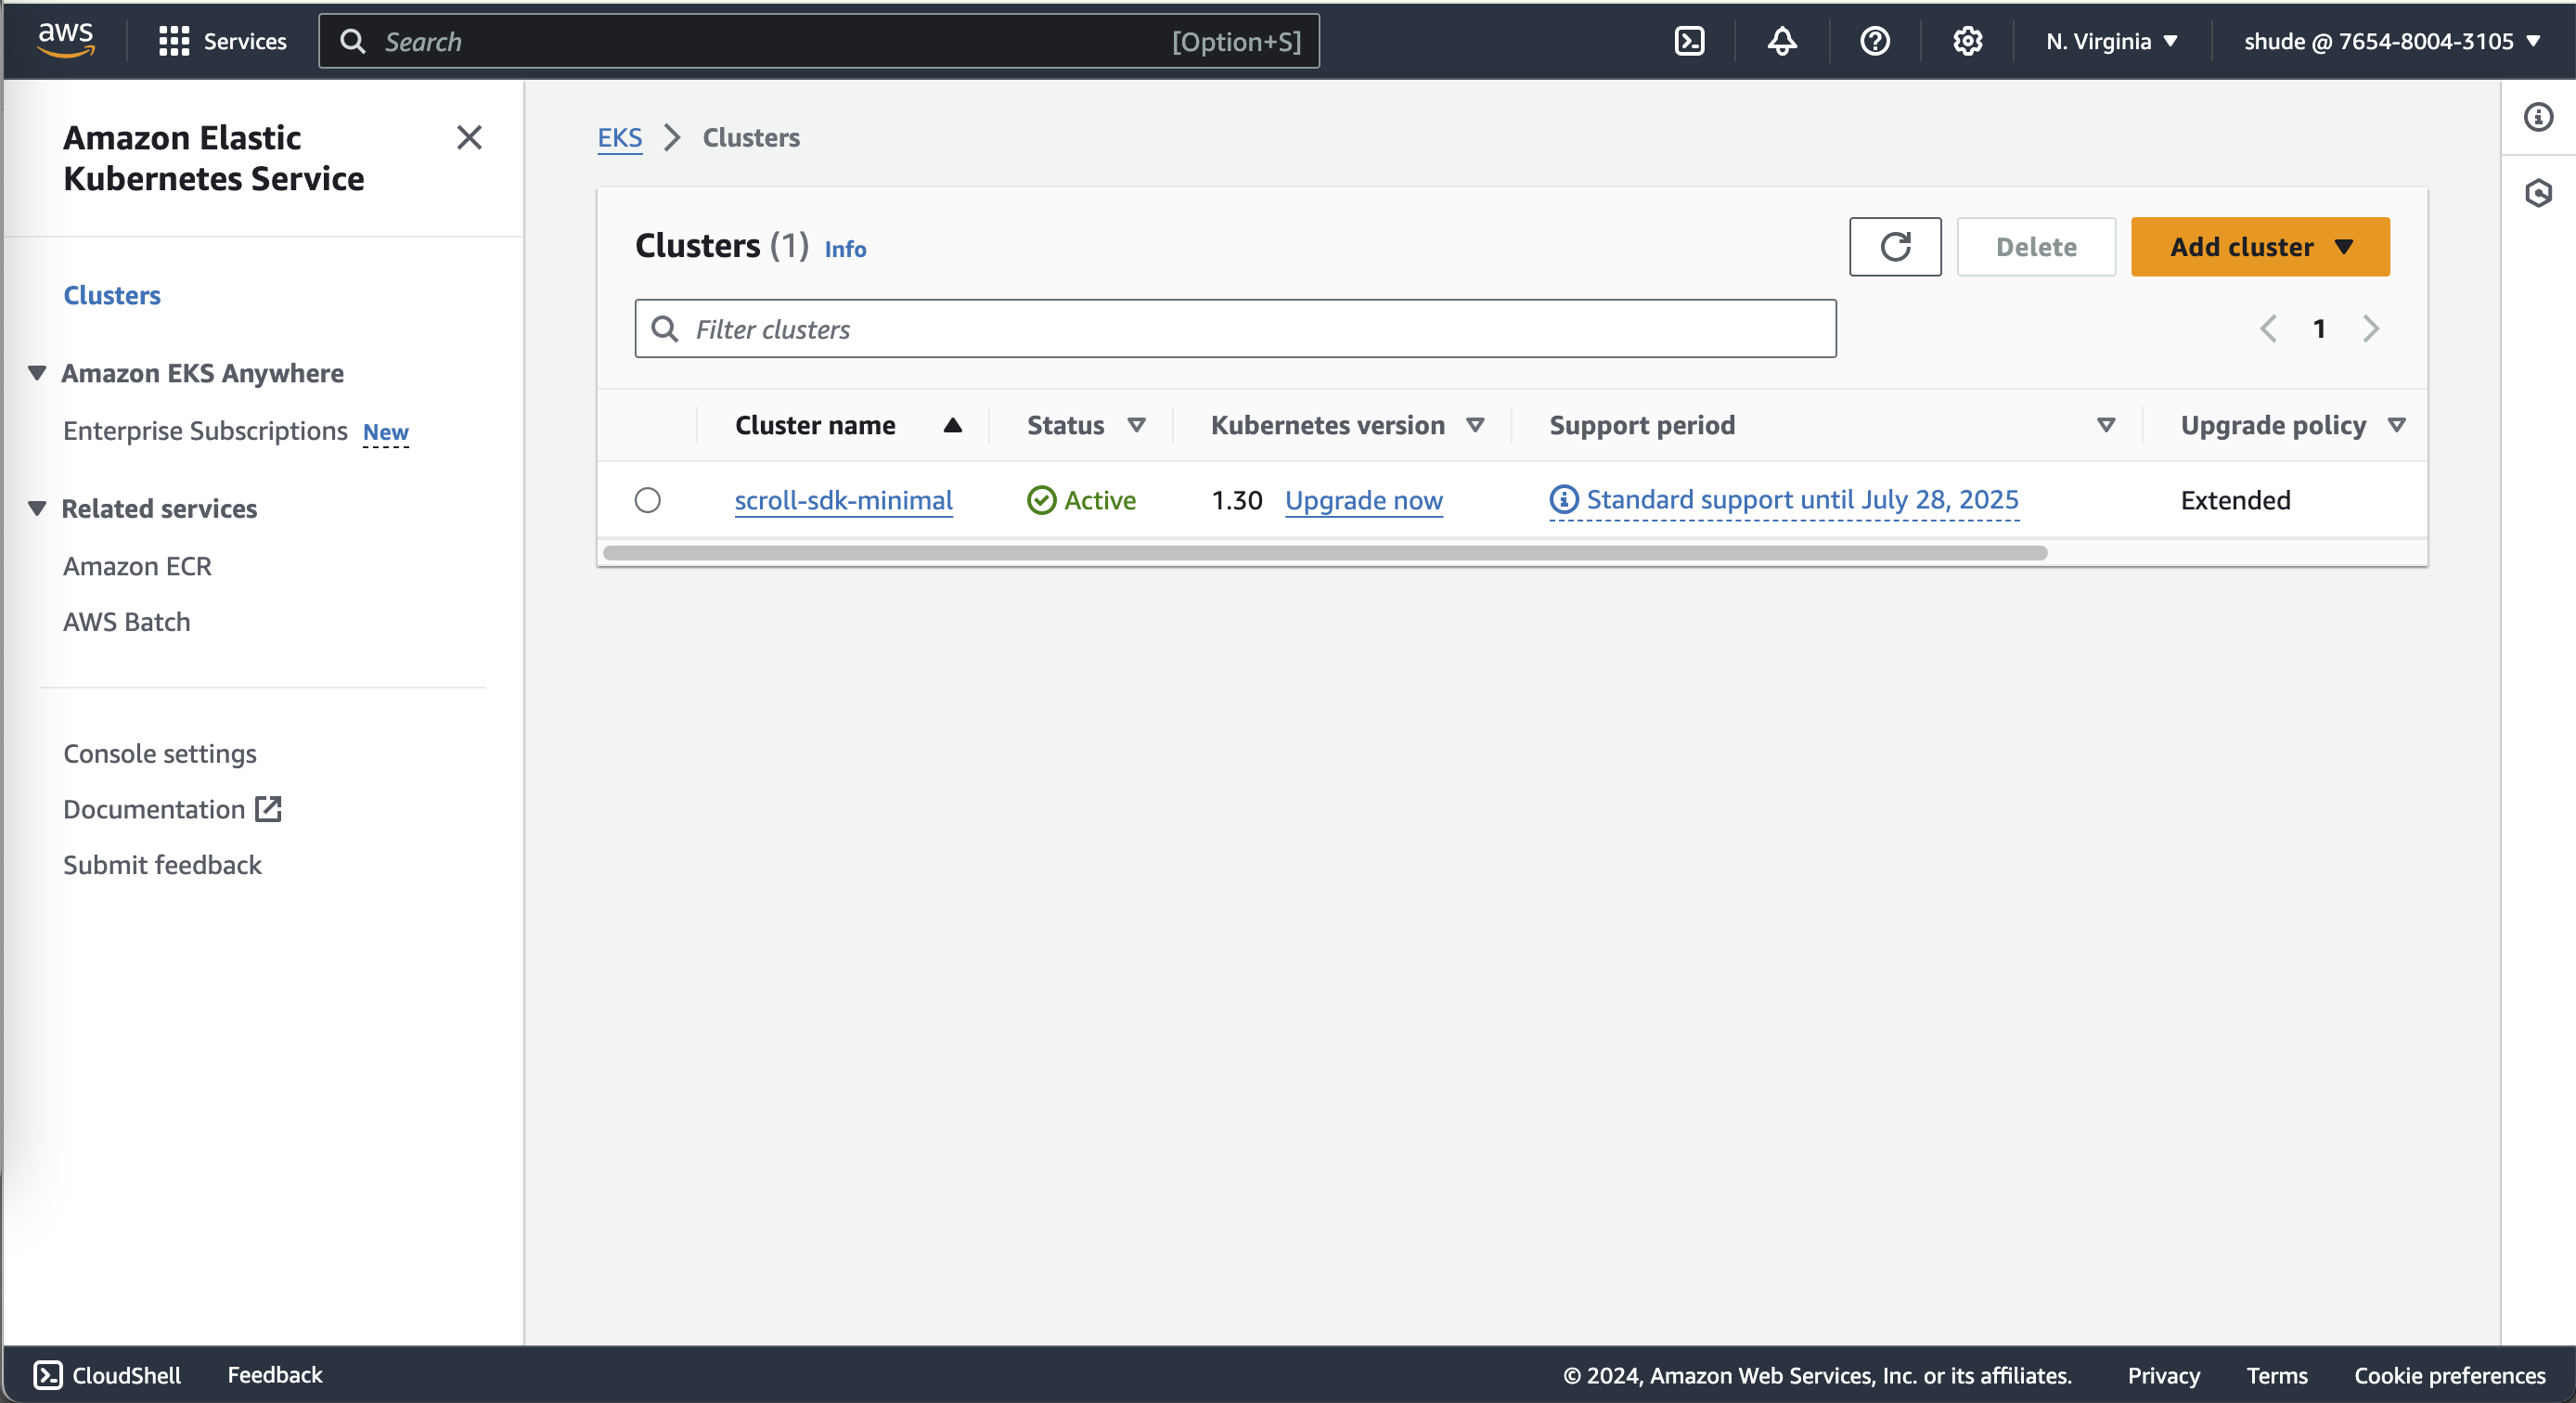 aws Services Search [Option+S] N. Virginia shude @ 7654-8004-3105
Amazon Elastic
Kubernetes Service
Clusters
Amazon EKS Anywhere
Enterprise Subscriptions New
Related services
Amazon ECR
AWS Batch
Console settings
Documentation
Submit feedback
EKS Clusters
Clusters (1) Info Delete Add cluster
Filter clusters 1
Cluster name Status Kubernetes version Support period Upgrade policy
scroll-sdk-minimal Active 1.30 Upgrade now Standard support until July 28, 2025 Extended
CloudShell Feedback © 2024, Amazon Web Services, Inc. or its affiliates. Privacy Terms Cookie preferences